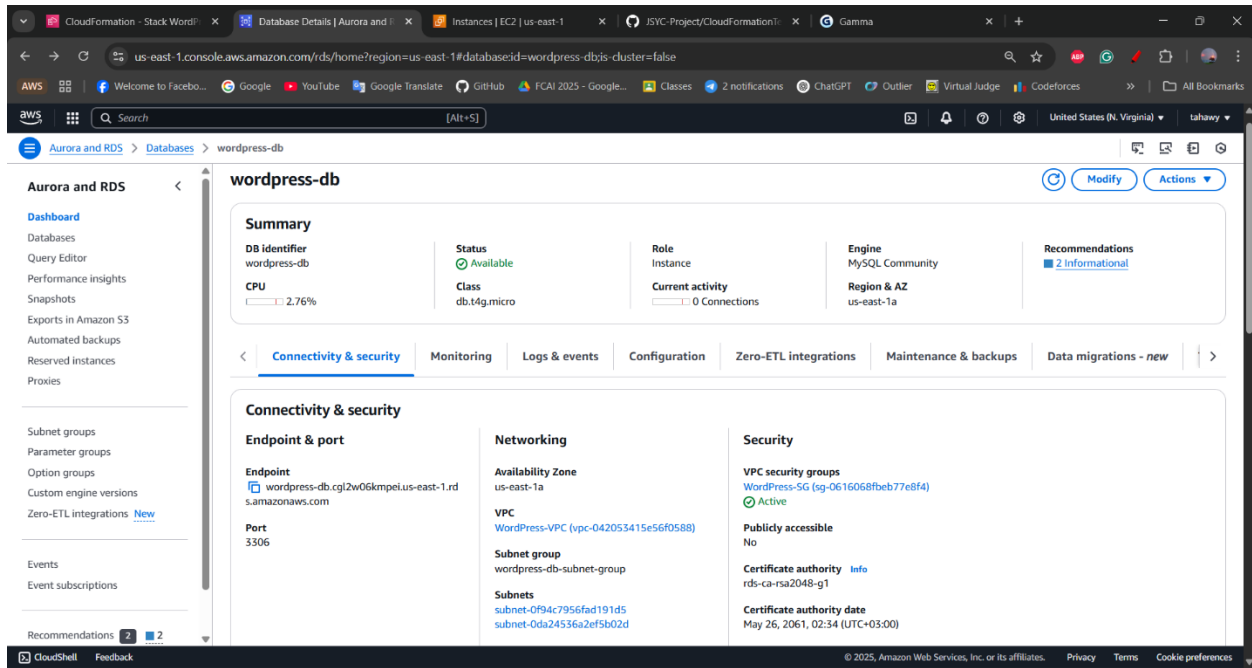 CloudFormation - Stack WordPr
Database Details | Aurora and R
Instances | EC2 | us-east-1
JSYC-Project/CloudFormationTe
Gamma
us-east-1.console.aws.amazon.com/rds/home?region=us-east-1#database:id=wordpress-db;is-cluster=false
AWS
Welcome to Facebo...
Google
YouTube
Google Translate
GitHub
FCAI 2025 - Google...
Classes
2 notifications
ChatGPT
Outlier
Virtual Judge
Codeforces
All Bookmarks
aws
Search
[Alt+S]
United States (N. Virginia)
tahawy
Aurora and RDS > Databases > wordpress-db
Aurora and RDS
Dashboard
Databases
Query Editor
Performance insights
Snapshots
Exports in Amazon S3
Automated backups
Reserved instances
Proxies
Subnet groups
Parameter groups
Option groups
Custom engine versions
Zero-ETL integrations New
Events
Event subscriptions
Recommendations 2 2
wordpress-db
Modify
Actions
Summary
DB identifier
wordpress-db
Status
Available
Role
Instance
Engine
MySQL Community
Recommendations
2 Informational
CPU
2.76%
Class
db.t4g.micro
Current activity
0 Connections
Region & AZ
us-east-1a
Connectivity & security
Monitoring
Logs & events
Configuration
Zero-ETL integrations
Maintenance & backups
Data migrations - new
Connectivity & security
Endpoint & port
Endpoint
wordpress-db.cgl2w06kmpei.us-east-1.rd
s.amazonaws.com
Port
3306
Networking
Availability Zone
us-east-1a
VPC
WordPress-VPC (vpc-042053415e56f0588)
Subnet group
wordpress-db-subnet-group
Subnets
subnet-0f94c7956fad191d5
subnet-0da24536a2ef5b02d
Security
VPC security groups
WordPress-SG (sg-0616068fbeb77e8f4)
Active
Publicly accessible
No
Certificate authority Info
rds-ca-rsa2048-g1
Certificate authority date
May 26, 2061, 02:34 (UTC+03:00)
CloudShell
Feedback
© 2025, Amazon Web Services, Inc. or its affiliates.
Privacy
Terms
Cookie preferences